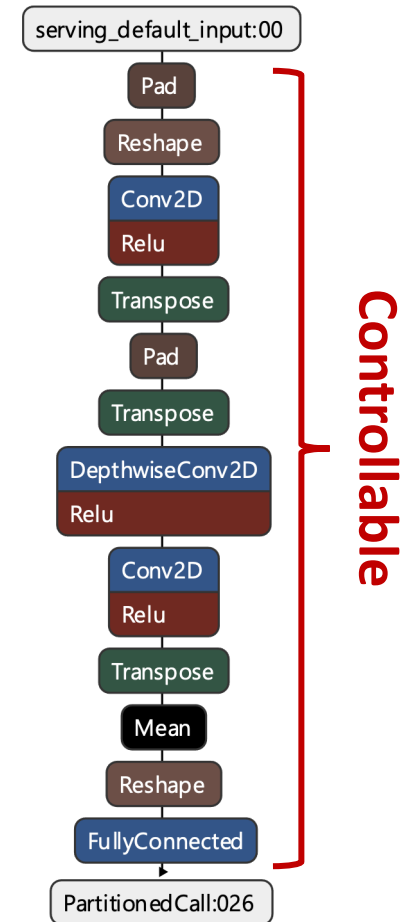 serving_default_input:00
Pad
Reshape
Conv2D
Relu
Transpose
Pad
Transpose
DepthwiseConv2D
Relu
Conv2D
Relu
Transpose
Mean
Reshape
FullyConnected
PartitionedCall:026
Controllable